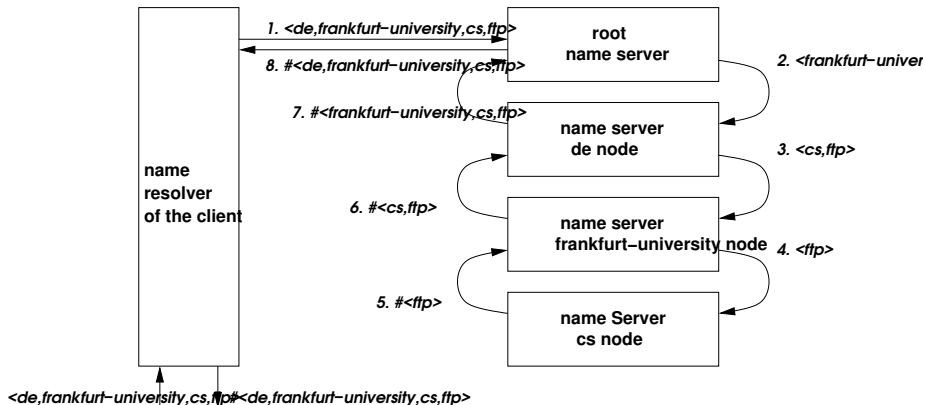 1. <de,frankfurt−university,cs,ftp>
root
name server
8. #<de,frankfurt−university,cs,ftp>
2. <frankfurt−univer
7. #<frankfurt−university,cs,ftp>
name server
de node
3. <cs,ftp>
name
resolver
of the client
6. #<cs,ftp>
name server
frankfurt−university node
4. <ftp>
5. #<ftp>
name Server
cs node
<de,frankfurt−university,cs,ftp>
#<de,frankfurt−university,cs,ftp>